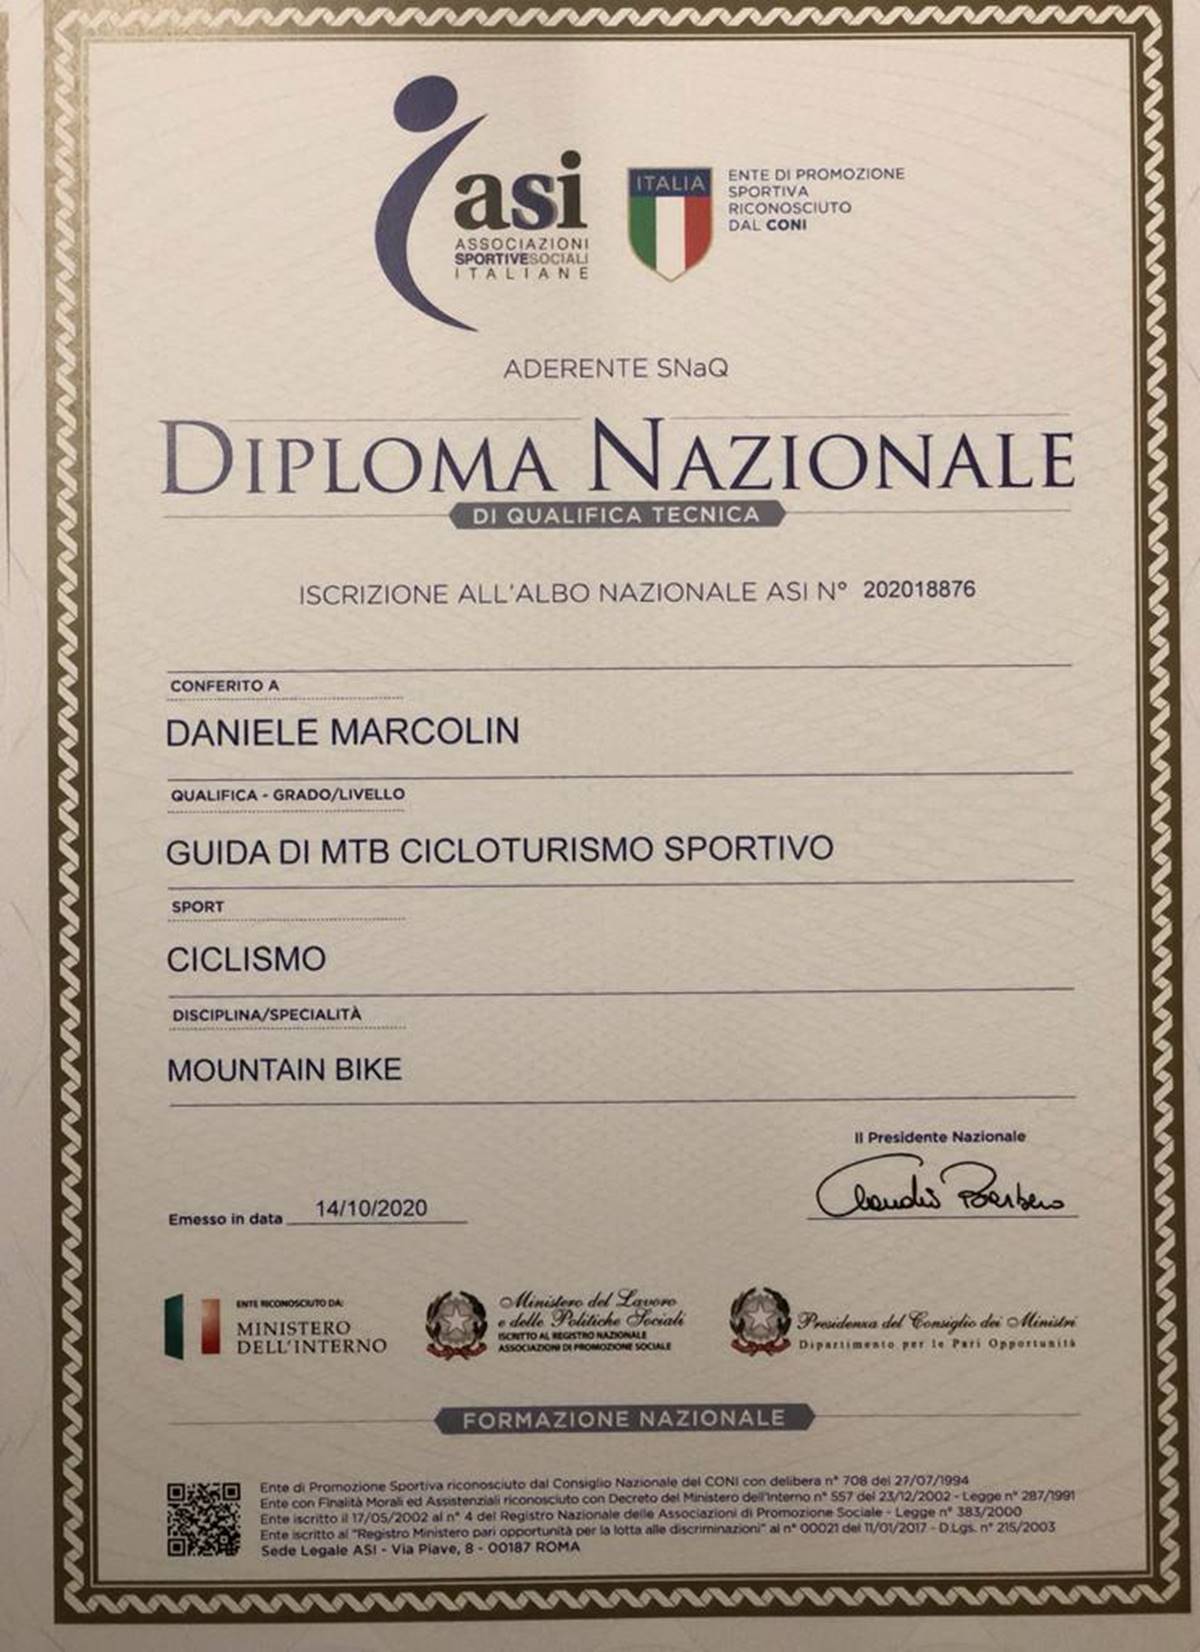 asi
ASSOCIAZIONI
SPORTIVESOCIALI
ITALIANE
ITALIA
ENTE DI PROMOZIONE
SPORTIVA
RICONOSCIUTO
DAL CONI
ADERENTE SNaQ
DIPLOMA NAZIONALE
DI QUALIFICA TECNICA
ISCRIZIONE ALL'ALBO NAZIONALE ASI N° 202018876
CONFERITO A
DANIELE MARCOLIN
QUALIFICA - GRADO/LIVELLO
GUIDA DI MTB CICLOTURISMO SPORTIVO
SPORT
CICLISMO
DISCIPLINA/SPECIALITÀ
MOUNTAIN BIKE
Il Presidente Nazionale
Claudio Barbero
Emesso in data 14/10/2020
ENTE RICONOSCIUTO DA:
MINISTERO
DELL'INTERNO
Ministero del Lavoro
e delle Politiche Sociali
ISCRITTO AL REGISTRO NAZIONALE
ASSOCIAZIONI DI PROMOZIONE SOCIALE
Presidenza del Consiglio dei Ministri
Dipartimento per le Pari Opportunità
FORMAZIONE NAZIONALE
Ente di Promozione Sportiva riconosciuto dal Consiglio Nazionale del CONI con delibera n° 708 del 27/07/1994
Ente con Finalità Morali ed Assistenziali riconosciuto con Decreto del Ministero dell'Interno n° 557 del 23/12/2002 - Legge n° 287/1991
Ente iscritto il 17/05/2002 al n° 4 del Registro Nazionale delle Associazioni di Promozione Sociale - Legge n° 383/2000
Ente iscritto al "Registro Ministero pari opportunità per la lotta alle discriminazioni" al n° 00021 del 11/01/2017 - D.Lgs. n° 215/2003
Sede Legale ASI - Via Piave, 8 - 00187 ROMA